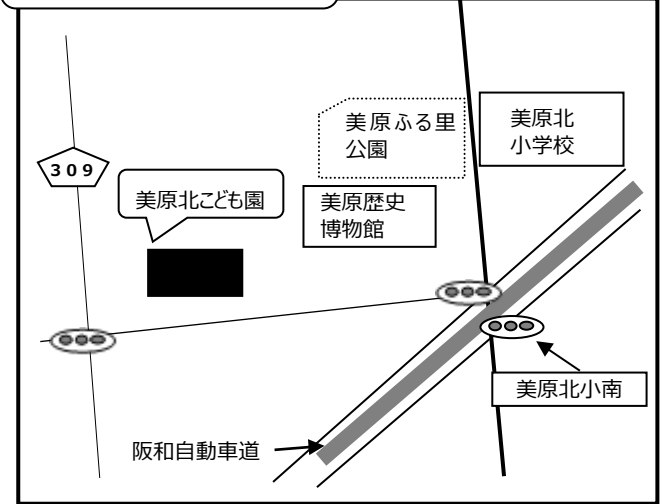 美原ふる里
公園
美原北
小学校
309
美原北こども園
美原歴史
博物館
美原北小南
阪和自動車道